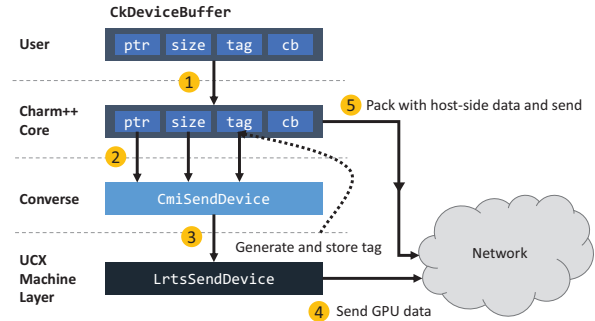 CkDeviceBuffer
User
ptr size tag cb
1
5 Pack with host-side data and send
Charm++
Core
ptr size tag cb
2
Converse
CmiSendDevice
3
Generate and store tag
Network
UCX
Machine
Layer
LrtsSendDevice
4 Send GPU data